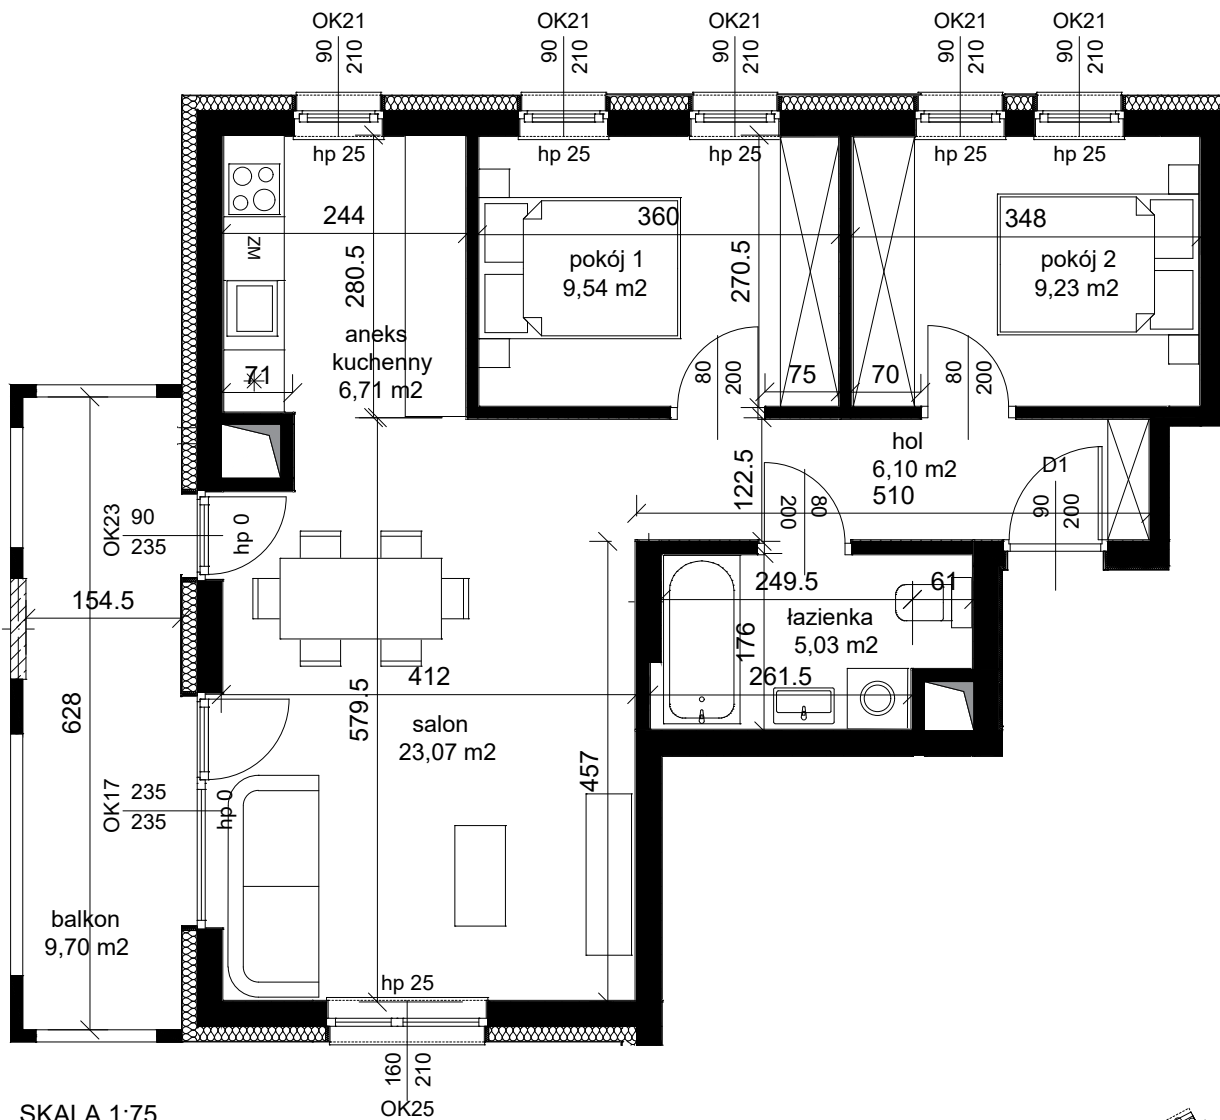 OK21
90
210
OK21
90
210
OK21
90
210
OK21
90
210
OK21
90
210
hp 25
hp 25
hp 25
hp 25
hp 25
244
360
348
ZM
280.5
270.5
pokój 1
9,54 m2
pokój 2
9,23 m2
aneks
kuchenny
6,71 m2
71
80
200
75
70
80
200
hol
6,10 m2
510
122.5
D1
90
200
200
80
OK23
90
235
hp 0
154.5
628
249.5
61
łazienka
5,03 m2
176
261.5
412
579.5
salon
23,07 m2
457
OK17
235
235
hp 0
balkon
9,70 m2
hp 25
160
210
OK25
SKALA 1:75